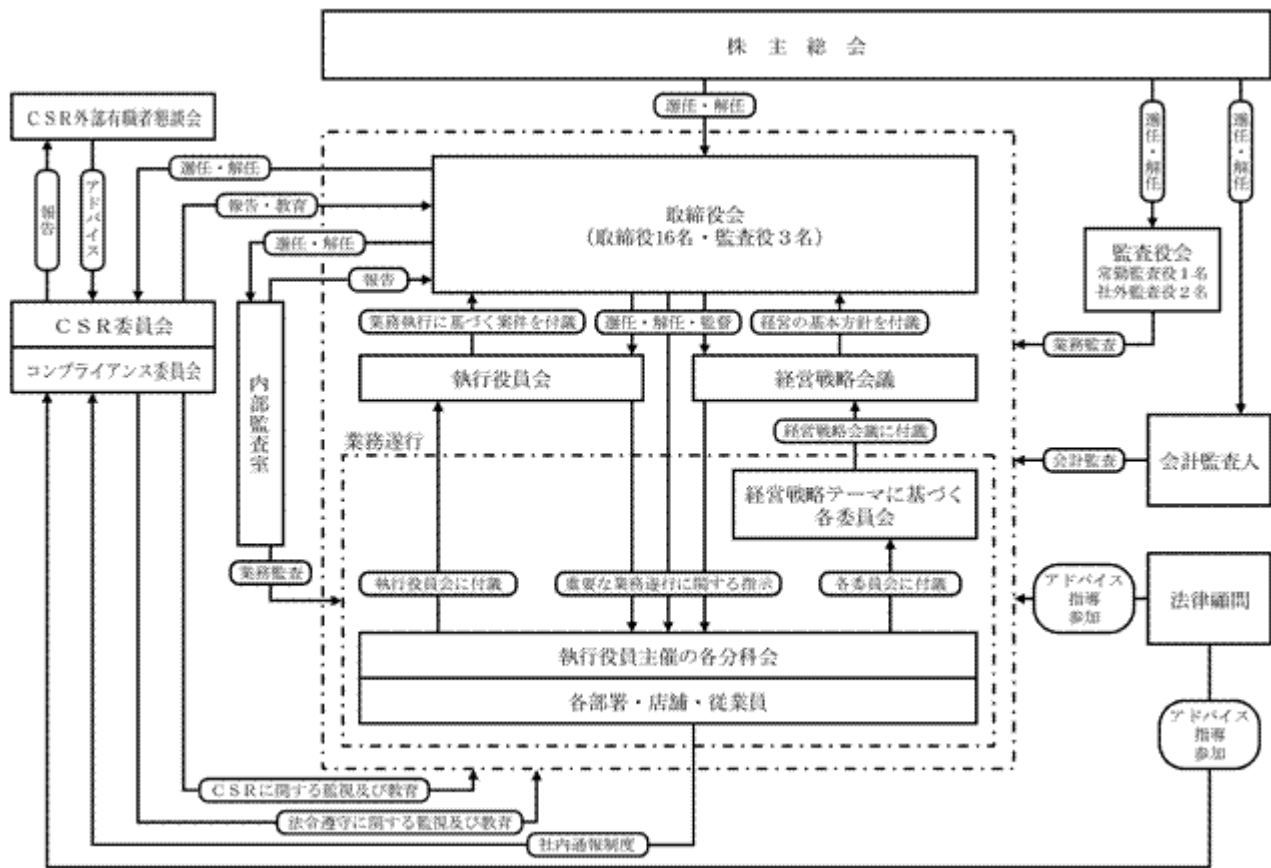 株主総会
選任・解任
CSR外部有識者懇談会
選任・解任
選任・解任
報告
アドバイス
選任・解任
報告・教育
取締役会
(取締役16名・監査役3名)
選任・解任
報告
監査役会
常勤監査役1名
社外監査役2名
CSR委員会
コンプライアンス委員会
業務執行に基づく案件を付議
選任・解任・監督
経営の基本方針を付議
業務監査
執行役員会
経営戦略会議
内部監査室
経営戦略会議に付議
業務遂行
会計監査
会計監査人
経営戦略テーマに基づく
各委員会
業務監査
執行役員会に付議
重要な業務遂行に関する指示
各委員会に付議
アドバイス
指導
参加
法律顧問
執行役員主催の各分科会
各部署・店舗・従業員
アドバイス
指導
参加
CSRに関する監視及び教育
法令遵守に関する監視及び教育
社内通報制度